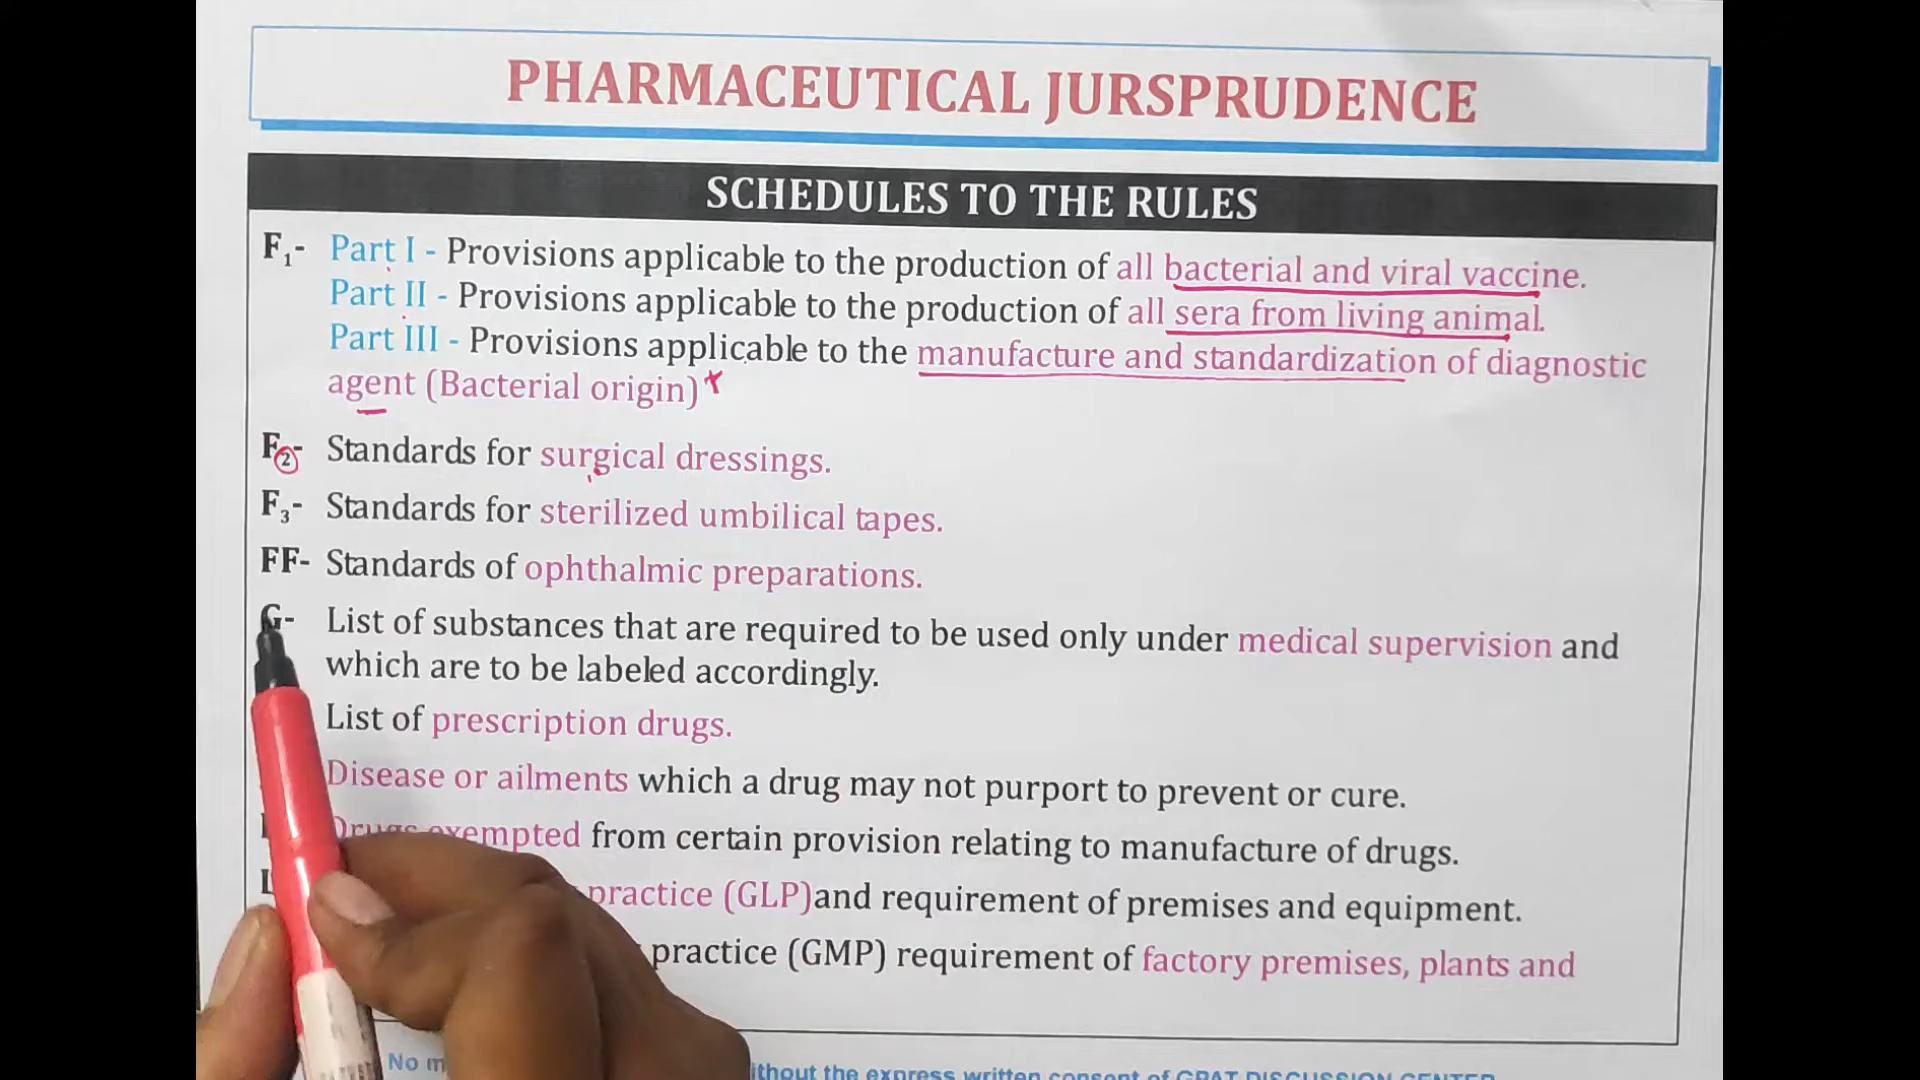 PHARMACEUTICAL JURSPRUDENCE
SCHEDULES TO THE RULES
F1- Part I - Provisions applicable to the production of all bacterial and viral vaccine.
Part II - Provisions applicable to the production of all sera from living animal.
Part III - Provisions applicable to the manufacture and standardization of diagnostic
agent (Bacterial origin)
F2- Standards for surgical dressings.
F3- Standards for sterilized umbilical tapes.
FF- Standards of ophthalmic preparations.
G- List of substances that are required to be used only under medical supervision and
which are to be labeled accordingly.
List of prescription drugs.
Disease or ailments which a drug may not purport to prevent or cure.
Drugs exempted from certain provision relating to manufacture of drugs.
practice (GLP)and requirement of premises and equipment.
practice (GMP) requirement of factory premises, plants and
No without the express written consent of GPAT DISCUSSION CENTER